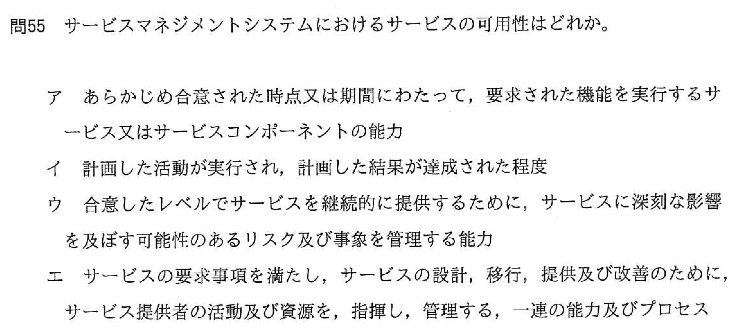 問55 サービスマネジメントシステムにおけるサービスの可用性はどれか。
ア あらかじめ合意された時点又は期間にわたって，要求された機能を実行するサ
ービス又はサービスコンポーネントの能力
イ 計画した活動が実行され，計画した結果が達成された程度
ウ 合意したレベルでサービスを継続的に提供するために，サービスに深刻な影響
を及ぼす可能性のあるリスク及び事象を管理する能力
エ サービスの要求事項を満たし，サービスの設計，移行，提供及び改善のために，
サービス提供者の活動及び資源を，指揮し，管理する，一連の能力及びプロセス